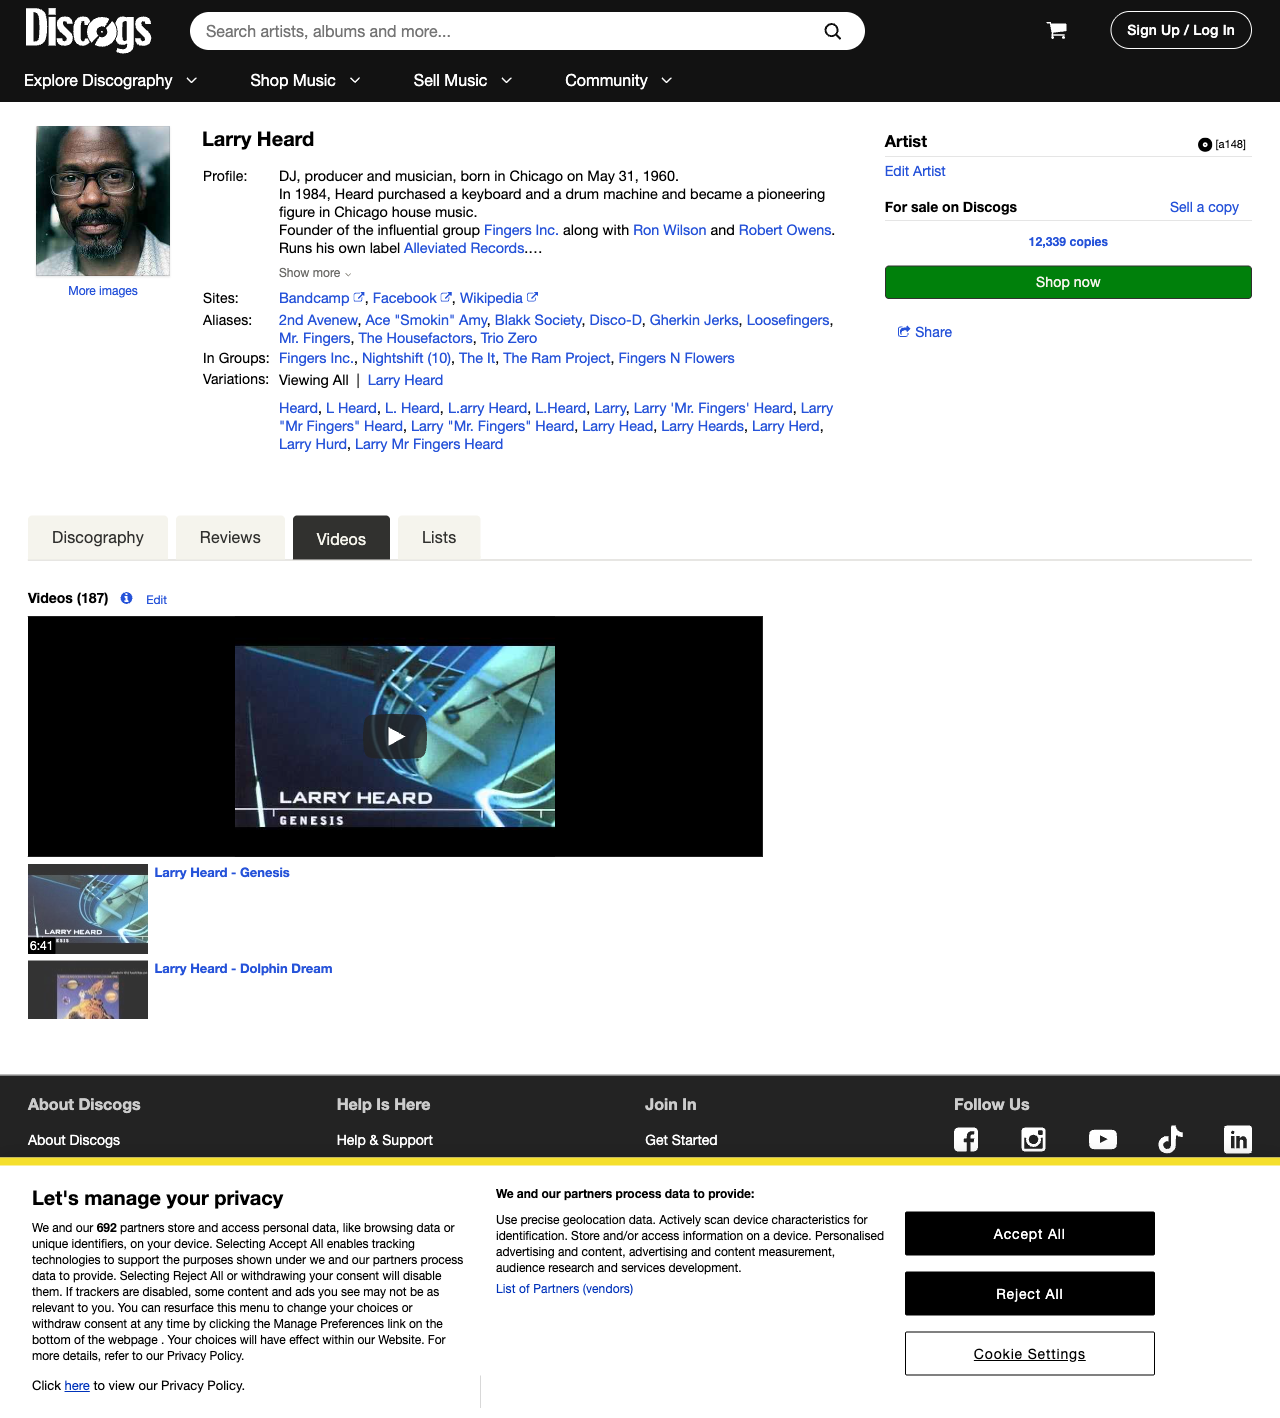 Discogs
Search artists, albums and more...
Sign Up / Log In
Explore Discography
Shop Music
Sell Music
Community
Larry Heard
Profile:
DJ, producer and musician, born in Chicago on May 31, 1960.
In 1984, Heard purchased a keyboard and a drum machine and became a pioneering
figure in Chicago house music.
Founder of the influential group Fingers Inc. along with Ron Wilson and Robert Owens.
Runs his own label Alleviated Records.…
Show more
More images
Sites: Bandcamp, Facebook, Wikipedia
Aliases: 2nd Avenew, Ace "Smokin" Amy, Blakk Society, Disco-D, Gherkin Jerks, Loosefingers,
Mr. Fingers, The Housefactors, Trio Zero
In Groups: Fingers Inc., Nightshift (10), The It, The Ram Project, Fingers N Flowers
Variations: Viewing All | Larry Heard
Heard, L Heard, L. Heard, L.arry Heard, L.Heard, Larry, Larry 'Mr. Fingers' Heard, Larry
"Mr Fingers" Heard, Larry "Mr. Fingers" Heard, Larry Head, Larry Heards, Larry Herd,
Larry Hurd, Larry Mr Fingers Heard
Artist
[a148]
Edit Artist
For sale on Discogs
Sell a copy
12,339 copies
Shop now
Share
Discography
Reviews
Videos
Lists
Videos (187)
Edit
LARRY HEARD
GENESIS
LARRY HEARD
6:41
Larry Heard - Genesis
Larry Heard - Dolphin Dream
About Discogs
Help Is Here
Join In
Follow Us
About Discogs
Help & Support
Get Started
Let's manage your privacy
We and our 692 partners store and access personal data, like browsing data or
unique identifiers, on your device. Selecting Accept All enables tracking
technologies to support the purposes shown under we and our partners process
data to provide. Selecting Reject All or withdrawing your consent will disable
them. If trackers are disabled, some content and ads you see may not be as
relevant to you. You can resurface this menu to change your choices or
withdraw consent at any time by clicking the Manage Preferences link on the
bottom of the webpage . Your choices will have effect within our Website. For
more details, refer to our Privacy Policy.
Click here to view our Privacy Policy.
We and our partners process data to provide:
Use precise geolocation data. Actively scan device characteristics for
identification. Store and/or access information on a device. Personalised
advertising and content, advertising and content measurement,
audience research and services development.
List of Partners (vendors)
Accept All
Reject All
Cookie Settings